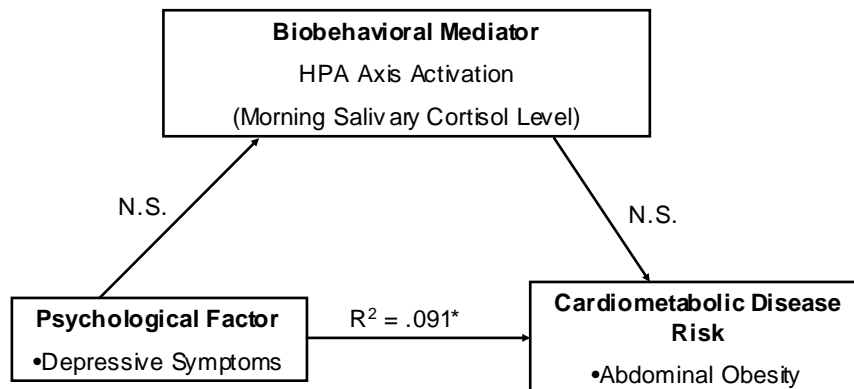 Biobehavioral Mediator
HPA Axis Activation
(Morning Salivary Cortisol Level)
N.S.
N.S.
R² = .091*
Psychological Factor
•Depressive Symptoms
Cardiometabolic Disease
Risk
•Abdominal Obesity